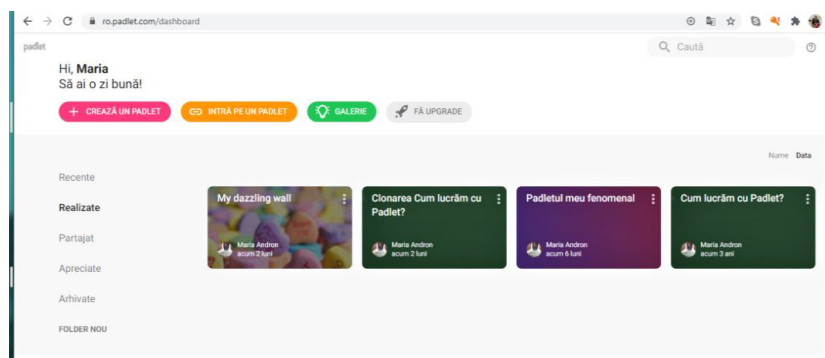 ro.padlet.com/dashboard
padlet
Caută
Hi, Maria
Să ai o zi bună!
CREAZĂ UN PADLET
INTRĂ PE UN PADLET
GALERIE
FĂ UPGRADE
Nume Data
Recente
Realizate
Partajat
Apreciate
Arhivate
FOLDER NOU
My dazzling wall
Maria Andron
acum 2 luni
Clonarea Cum lucrăm cu
Padlet?
Maria Andron
acum 2 luni
Padletul meu fenomenal
Maria Andron
acum 6 luni
Cum lucrăm cu Padlet?
Maria Andron
acum 3 ani